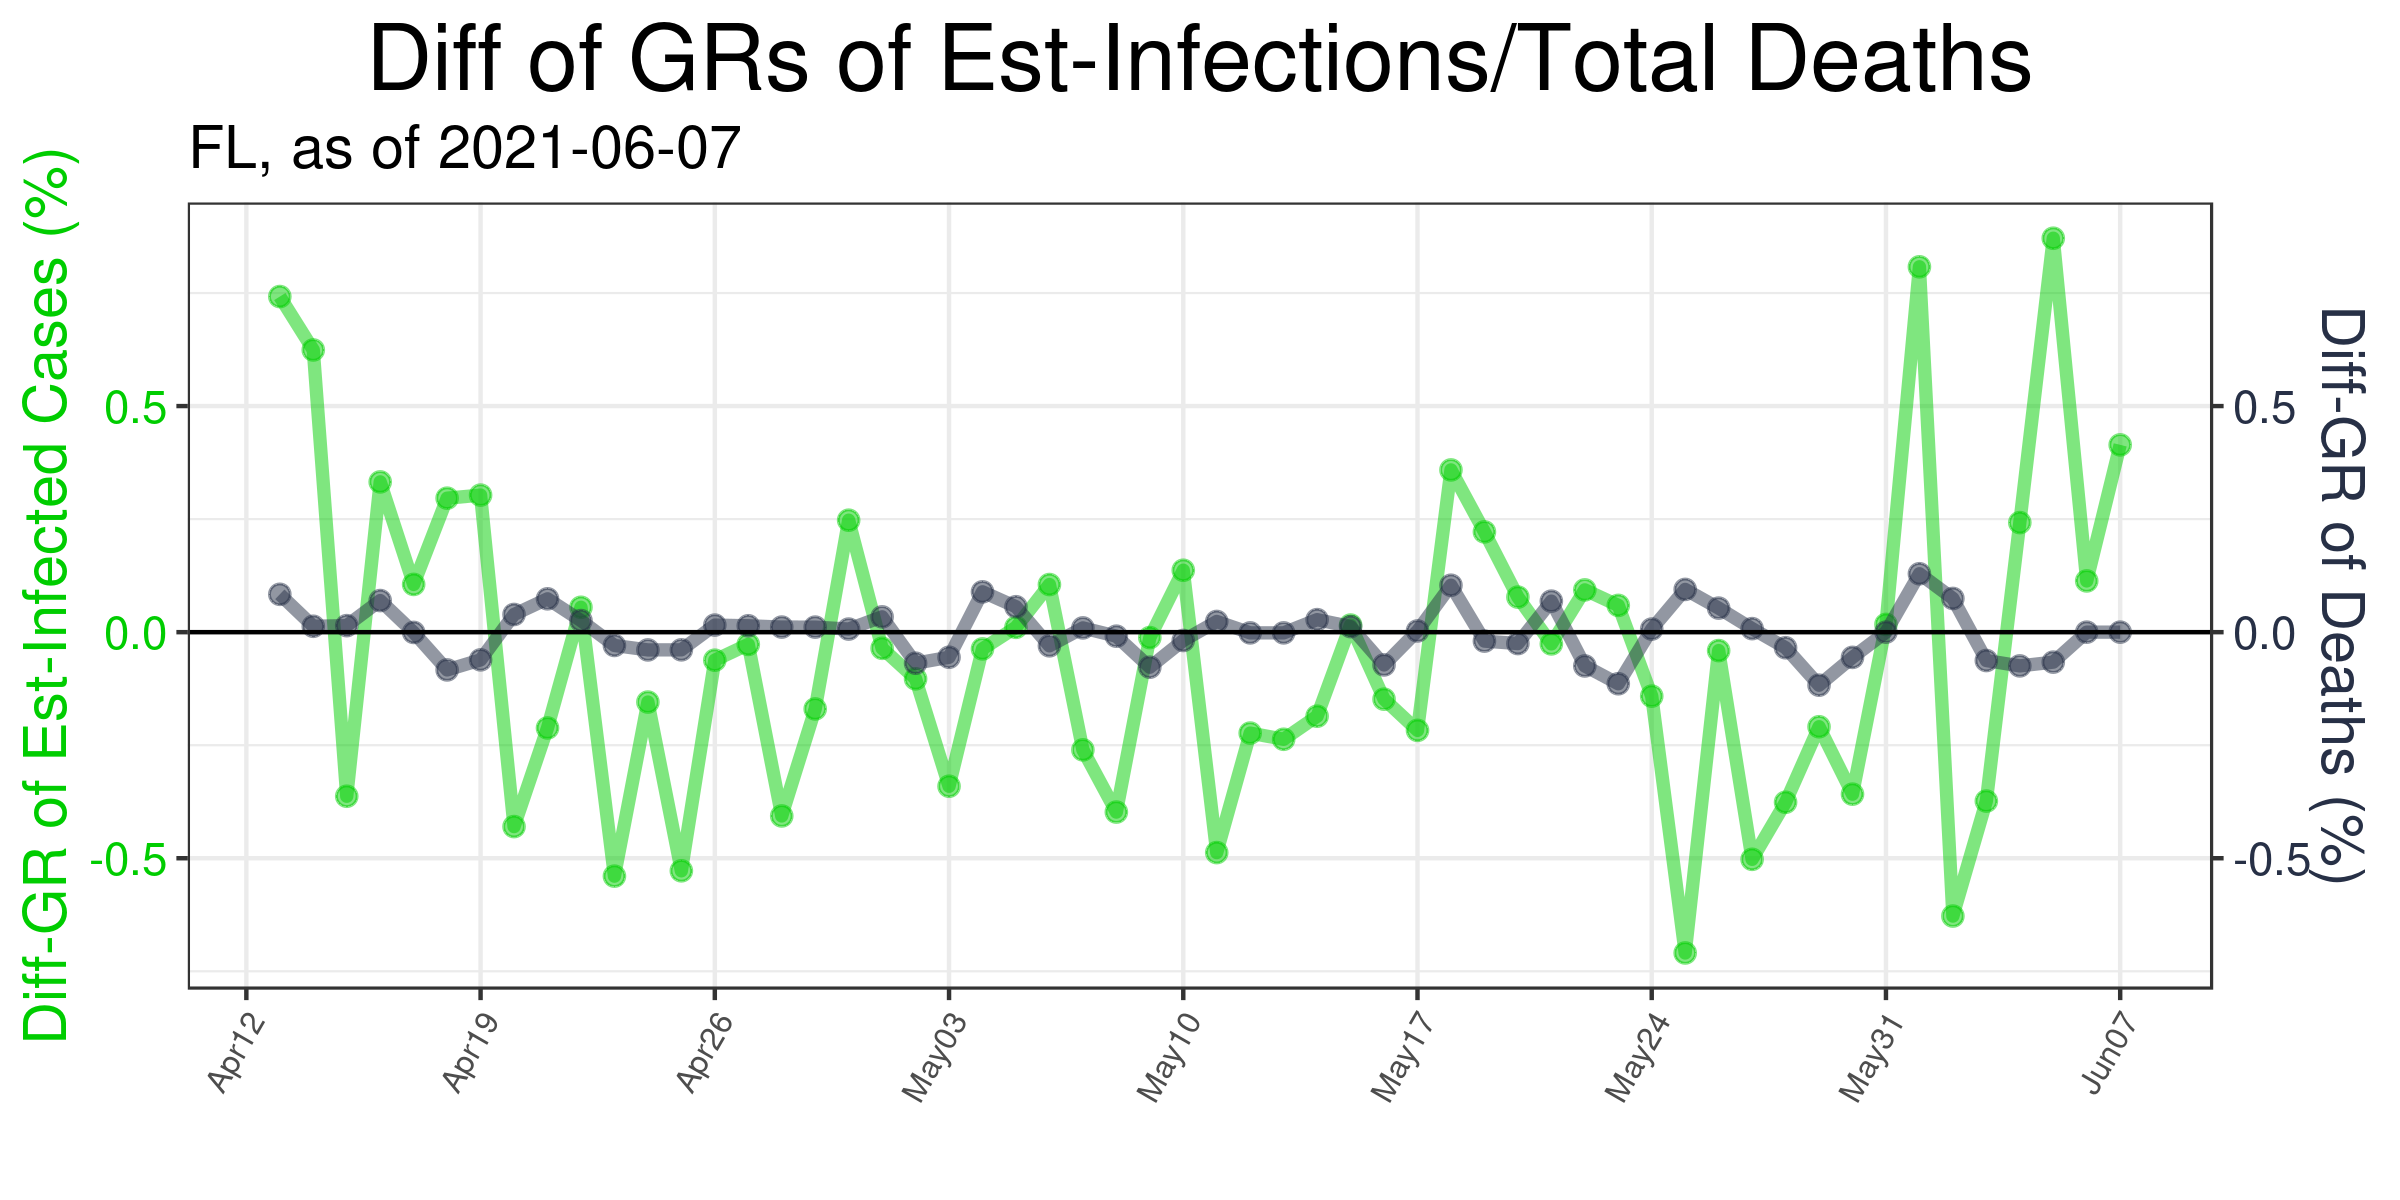 Diff of GRs of Est-Infections/Total Deaths
FL, as of 2021-06-07
Diff-GR of Est-Infected Cases (%)
0.5
0.0
-0.5
0.5
0.0
-0.5
Diff-GR of Deaths (%)
Apr12
Apr19
Apr26
May03
May10
May17
May24
May31
Jun07